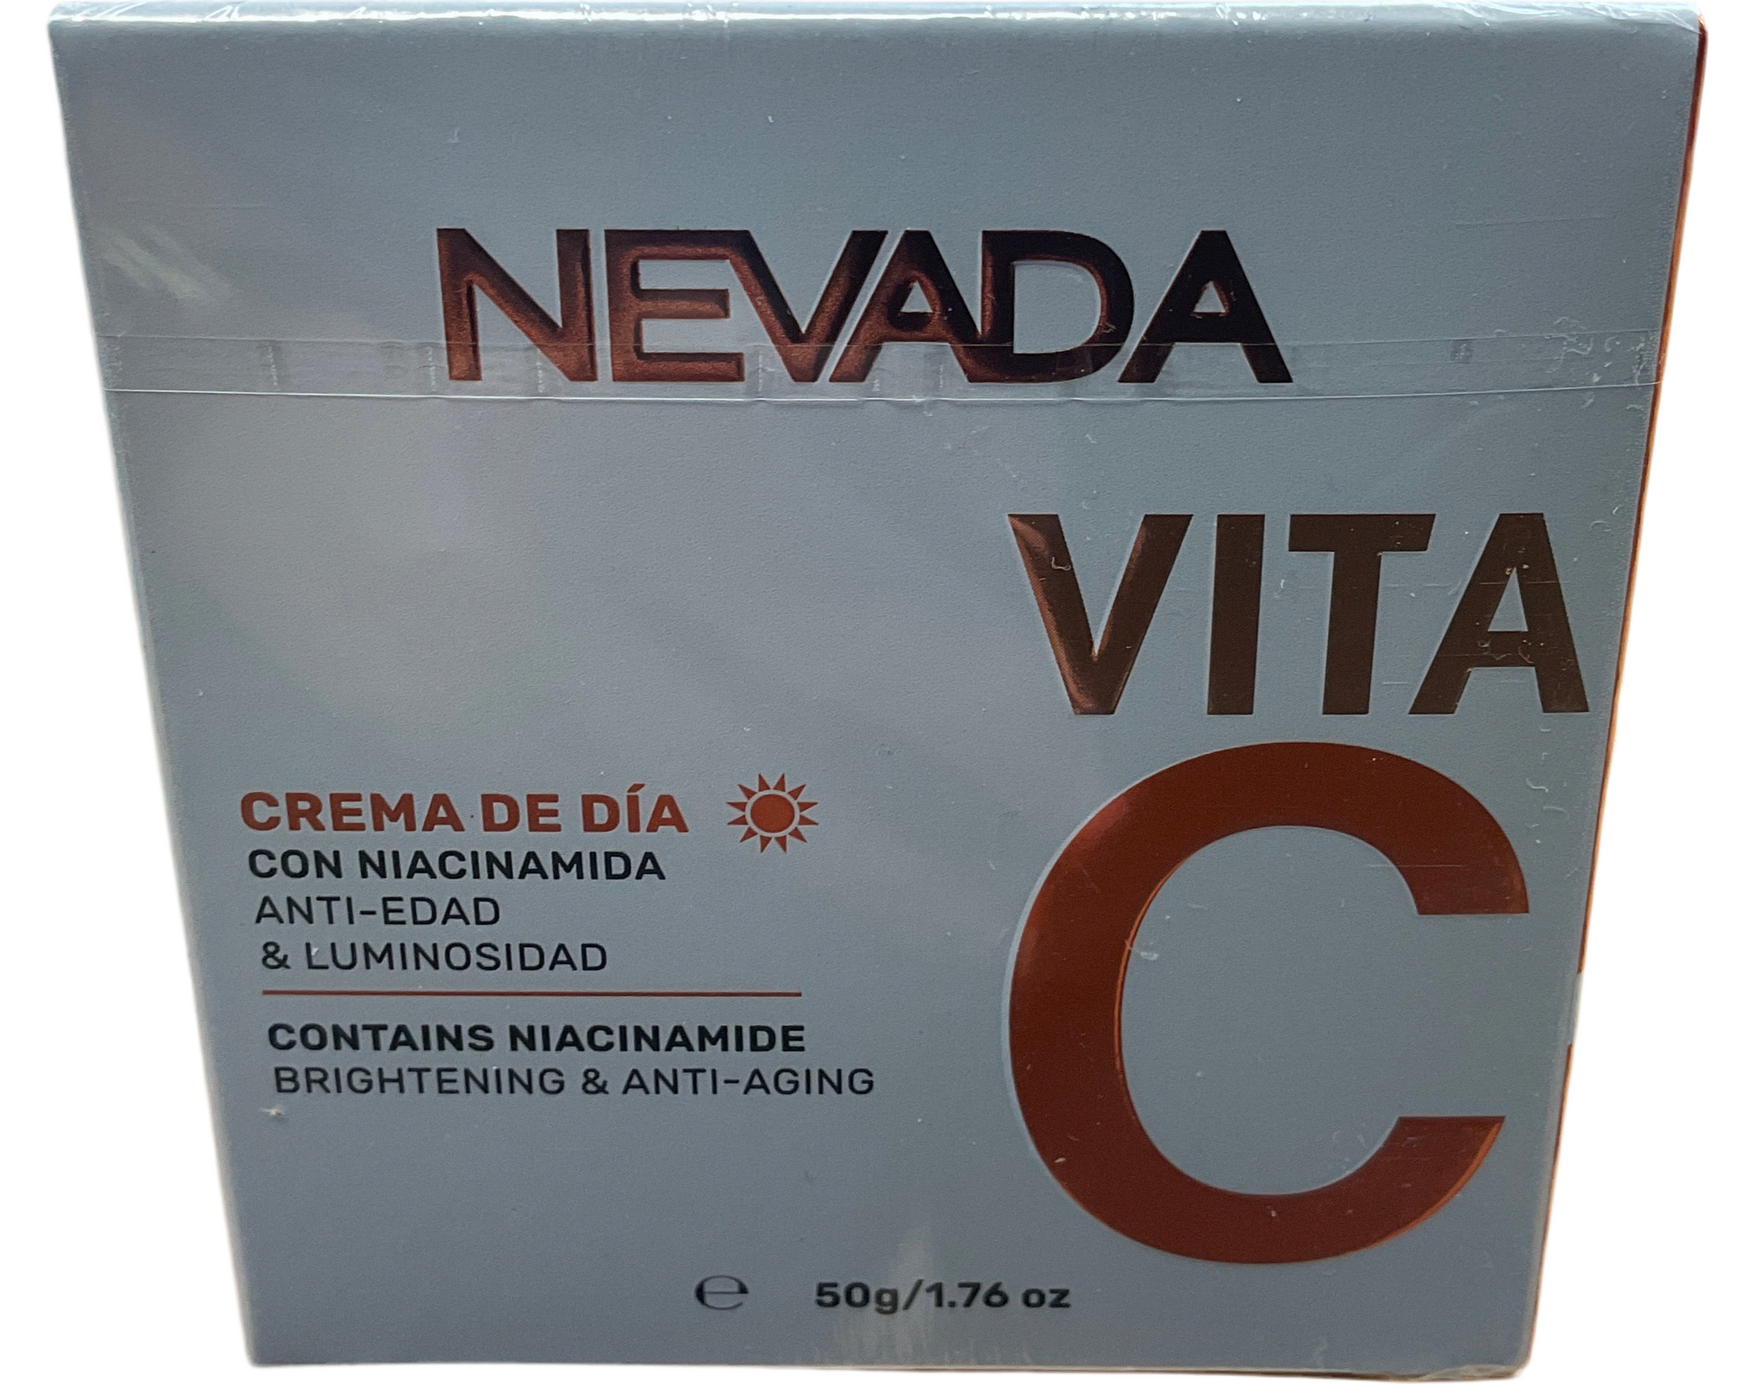 NEVADA
VITA
C
CREMA DE DÍA
CON NIACINAMIDA
ANTI-EDAD
& LUMINOSIDAD
CONTAINS NIACINAMIDE
BRIGHTENING & ANTI-AGING
℮ 50g/1.76 oz